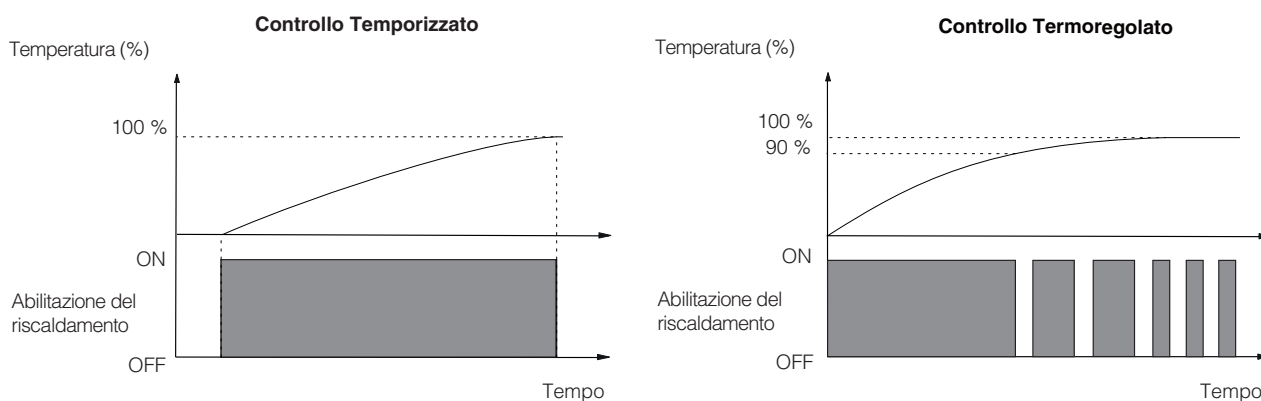 Controllo Temporizzato
Temperatura (%)
100 %
ON
Abilitazione del
riscaldamento
OFF
Tempo
Controllo Termoregolato
Temperatura (%)
100 %
90 %
ON
Abilitazione del
riscaldamento
OFF
Tempo